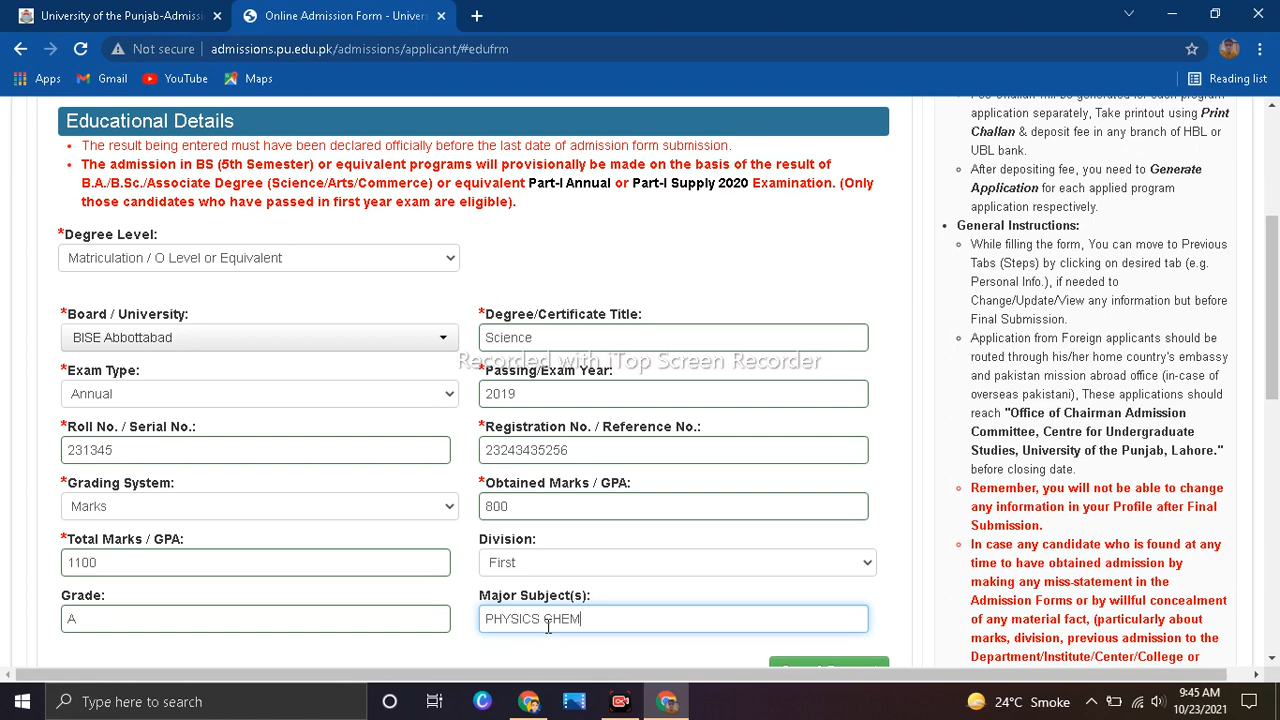 University of the Punjab-Admiss
Online Admission Form - Univers
Not secure
admissions.pu.edu.pk/admissions/applicant/#edufrm
Apps
Gmail
YouTube
Maps
Reading list
Educational Details
The result being entered must have been declared officially before the last date of admission form submission.
The admission in BS (5th Semester) or equivalent programs will provisionally be made on the basis of the result of
B.A./B.Sc./Associate Degree (Science/Arts/Commerce) or equivalent Part-I Annual or Part-I Supply 2020 Examination. (Only
those candidates who have passed in first year exam are eligible).
*Degree Level:
Matriculation / O Level or Equivalent
*Board / University:
*Degree/Certificate Title:
BISE Abbottabad
Science
Recorded with iTop Screen Recorder
*Exam Type:
*Passing/Exam Year:
Annual
2019
*Roll No. / Serial No.:
*Registration No. / Reference No.:
231345
23243435256
*Grading System:
*Obtained Marks / GPA:
Marks
800
*Total Marks / GPA:
Division:
1100
First
Grade:
Major Subject(s):
A
PHYSICS CHEM
application separately, Take printout using Print
Challan & deposit fee in any branch of HBL or
UBL bank.
After depositing fee, you need to Generate
Application for each applied program
application respectively.
General Instructions:
While filling the form, You can move to Previous
Tabs (Steps) by clicking on desired tab (e.g.
Personal Info.), if needed to
Change/Update/View any information but before
Final Submission.
Application from Foreign applicants should be
routed through his/her home country's embassy
and pakistan mission abroad office (in-case of
overseas pakistani), These applications should
reach "Office of Chairman Admission
Committee, Centre for Undergraduate
Studies, University of the Punjab, Lahore."
before closing date.
Remember, you will not be able to change
any information in your Profile after Final
Submission.
In case any candidate who is found at any
time to have obtained admission by
making any miss-statement in the
Admission Forms or by willful concealment
of any material fact, (particularly about
marks, division, previous admission to the
Department/Institute/Center/College or
Type here to search
24°C Smoke
9:45 AM
10/23/2021